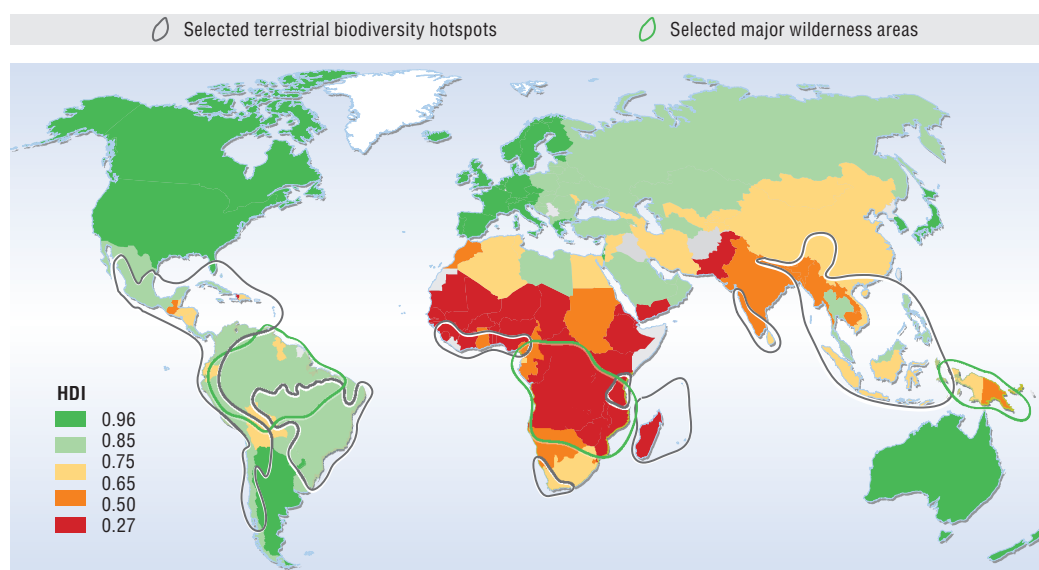 Selected terrestrial biodiversity hotspots
Selected major wilderness areas
HDI
0.96
0.85
0.75
0.65
0.50
0.27